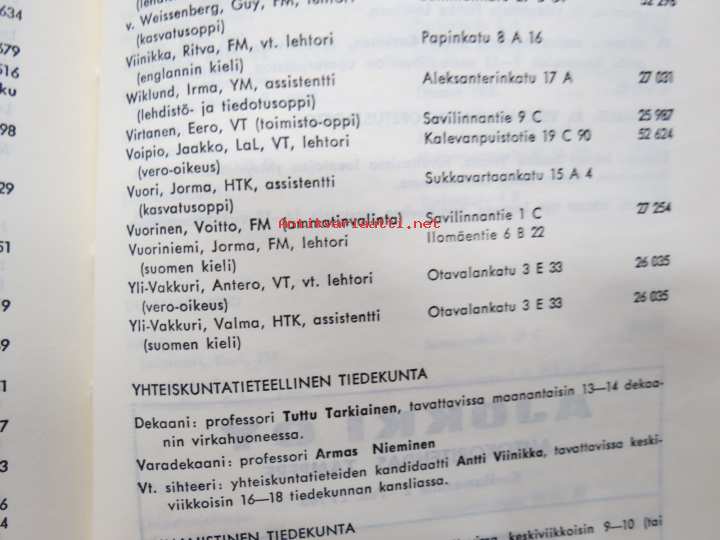 634
v. Weissenberg, Guy, FM, lehtori
(kasvatusoppi)
579
Viinikka, Ritva, FM, vt. lehtori Papinkatu 8 A 16
(englannin kieli)
516
ku
Wiklund, Irma, YM, assistentti Aleksanterinkatu 17 A 27 031
(lehdistö- ja tiedotusoppi)
98
Virtanen, Eero, VT (toimisto-oppi) Savilinnantie 9 C 25 987
Voipio, Jaakko, LaL, VT, lehtori Kalevanpuistotie 19 C 90 52 624
(vero-oikeus)
29
Vuori, Jorma, HTK, assistentti Sukkavartaankatu 15 A 4
(kasvatusoppi)
Vuorinen, Voitto, FM (ammatinvalinta) Savilinnantie 1 C 27 254
antikvariaatti.net
51
Vuoriniemi, Jorma, FM, lehtori Ilomäentie 6 B 22
(suomen kieli)
Yli-Vakkuri, Antero, VT, vt. lehtori Otavalankatu 3 E 33 26 035
9
(vero-oikeus)
Yli-Vakkuri, Valma, HTK, assistentti Otavalankatu 3 E 33 26 035
39
(suomen kieli)
1
YHTEISKUNTATIETEELLINEN TIEDEKUNTA
7
Dekaani: professori Tuttu Tarkiainen, tavattavissa maanantaisin 13—14 dekaa-
nin virkahuoneessa.
3
Varadekaani: professori Armas Nieminen
Vt. sihteeri: yhteiskuntatieteiden kandidaatti Antti Viinikka, tavattavissa keski-
viikkoisin 16—18 tiedekunnan kansliassa.
6
4
TIEDEKUNTA
keskiviikkoisin 9—10 (tai